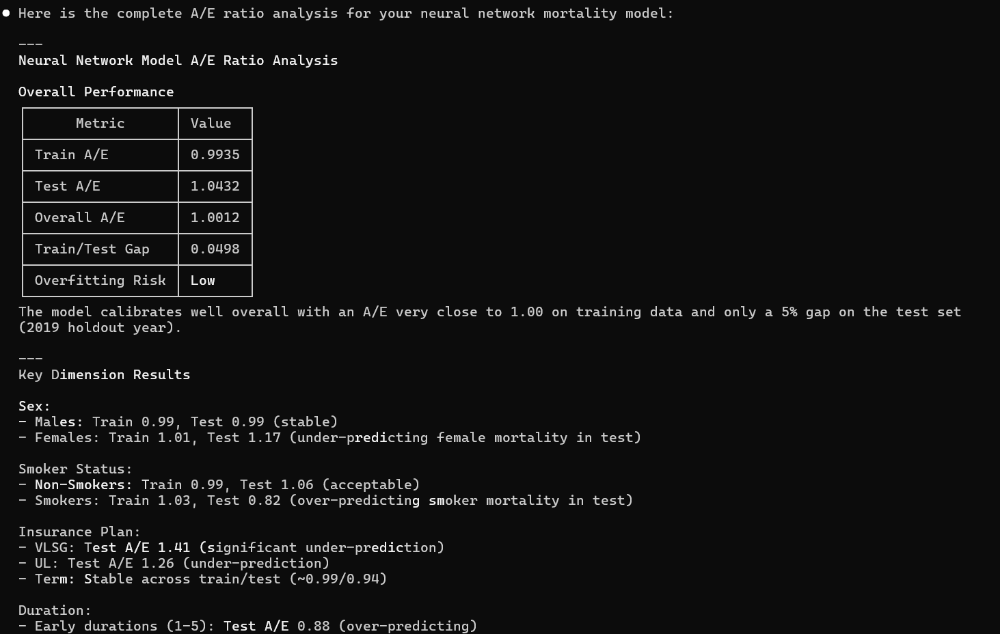 ● Here is the complete A/E ratio analysis for your neural network mortality model:
———
Neural Network Model A/E Ratio Analysis
Overall Performance
Metric Value
Train A/E 0.9935
Test A/E 1.0432
Overall A/E 1.0012
Train/Test Gap 0.0498
Overfitting Risk Low
The model calibrates well overall with an A/E very close to 1.00 on training data and only a 5% gap on the test set
(2019 holdout year).
———
Key Dimension Results
Sex:
- Males: Train 0.99, Test 0.99 (stable)
- Females: Train 1.01, Test 1.17 (under-predicting female mortality in test)
Smoker Status:
- Non-Smokers: Train 0.99, Test 1.06 (acceptable)
- Smokers: Train 1.03, Test 0.82 (over-predicting smoker mortality in test)
Insurance Plan:
- VLSG: Test A/E 1.41 (significant under-prediction)
- UL: Test A/E 1.26 (under-prediction)
- Term: Stable across train/test (~0.99/0.94)
Duration:
- Early durations (1-5): Test A/E 0.88 (over-predicting)